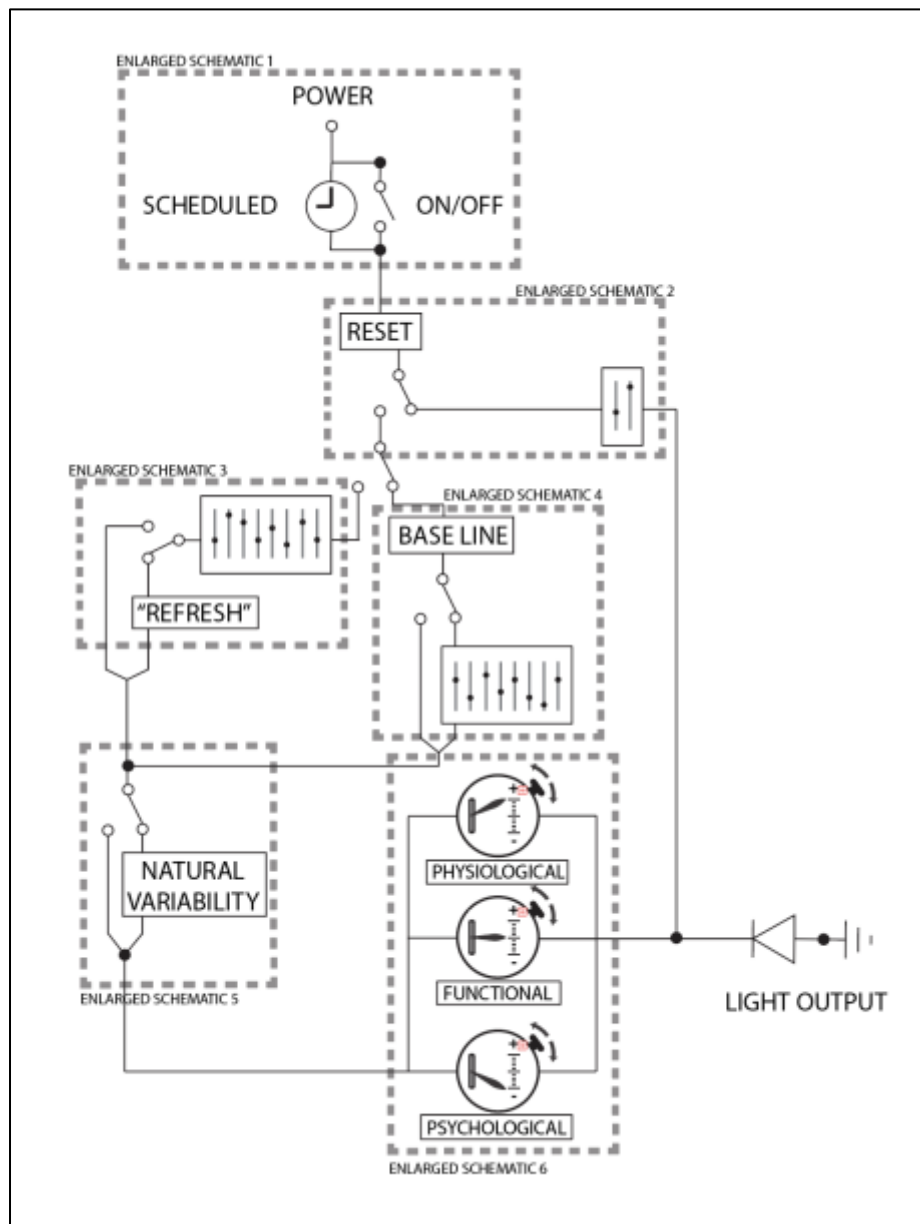 ENLARGED SCHEMATIC 1
POWER
SCHEDULED
ON/OFF
ENLARGED SCHEMATIC 2
RESET
ENLARGED SCHEMATIC 3
ENLARGED SCHEMATIC 4
BASE LINE
"REFRESH"
NATURAL
VARIABILITY
ENLARGED SCHEMATIC 5
+
-
PHYSIOLOGICAL
+
-
FUNCTIONAL
+
-
PSYCHOLOGICAL
ENLARGED SCHEMATIC 6
LIGHT OUTPUT